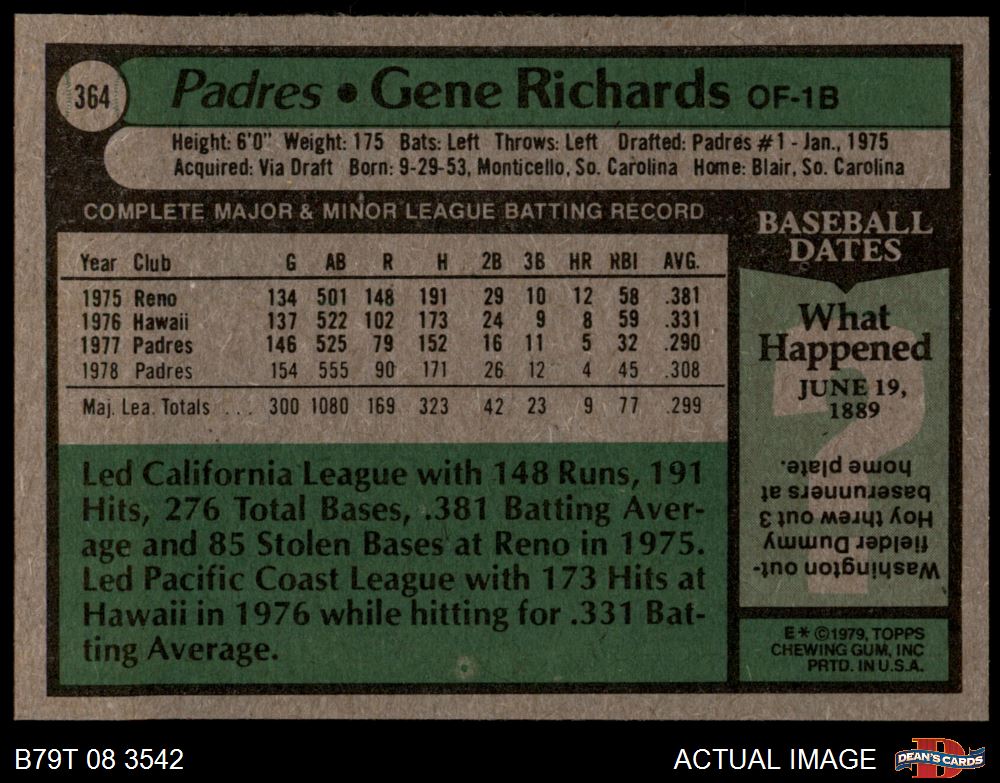 364
Padres • Gene Richards OF-1B
Height: 6'0" Weight: 175 Bats: Left Throws: Left Drafted: Padres #1 - Jan., 1975
Acquired: Via Draft Born: 9-29-53, Monticello, So. Carolina Home: Blair, So. Carolina
COMPLETE MAJOR & MINOR LEAGUE BATTING RECORD
Year Club G AB R H 2B 3B HR RBI AVG.
1975 Reno 134 501 148 191 29 10 12 58 .381
1976 Hawaii 137 522 102 173 24 9 8 59 .331
1977 Padres 146 525 79 152 16 11 5 32 .290
1978 Padres 154 555 90 171 26 12 4 45 .308
Maj. Lea. Totals . . . 300 1080 169 323 42 23 9 77 .299
Led California League with 148 Runs, 191
Hits, 276 Total Bases, .381 Batting Aver-
age and 85 Stolen Bases at Reno in 1975.
Led Pacific Coast League with 173 Hits at
Hawaii in 1976 while hitting for .331 Bat-
ting Average.
BASEBALL
DATES
What
Happened
JUNE 19,
1889
Washington out-
fielder Dummy
Hoy threw out 3
baserunners at
home plate.
E * ©1979, TOPPS
CHEWING GUM, INC
PRTD. IN U.S.A.
B79T 08 3542
ACTUAL IMAGE
DEAN'S CARDS